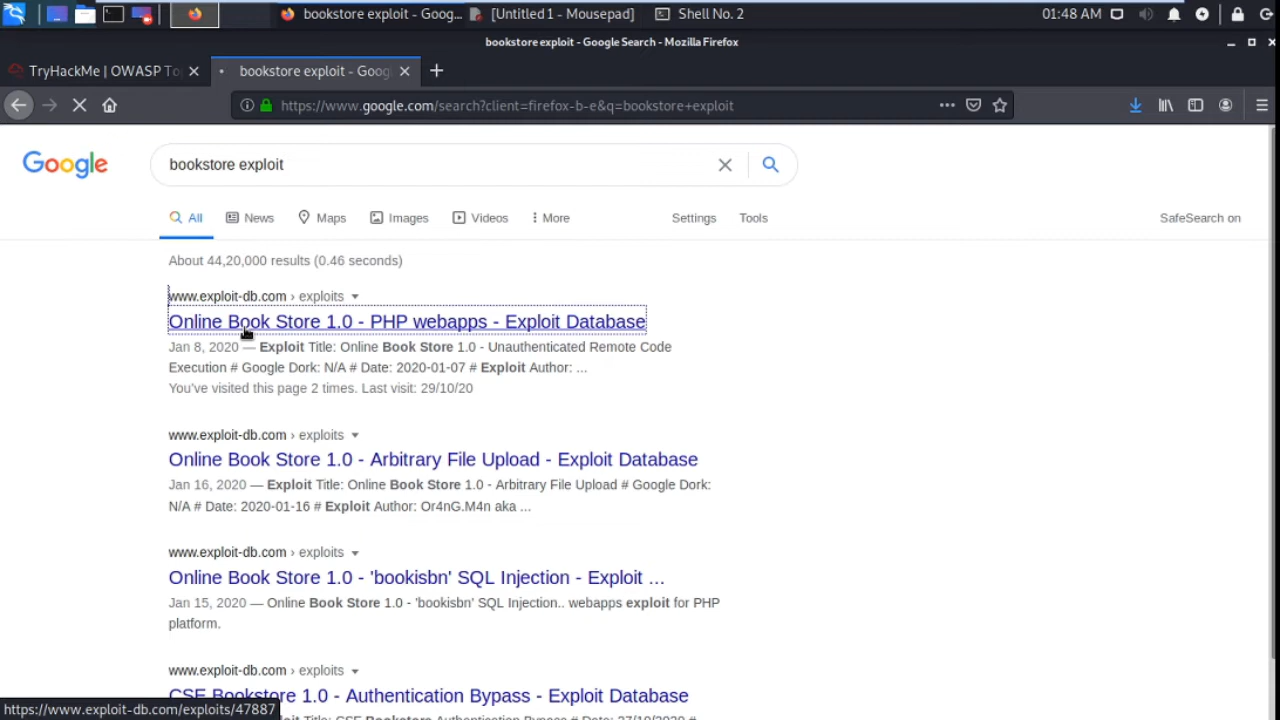 bookstore exploit - Goog... [Untitled 1 - Mousepad] Shell No. 2 01:48 AM
bookstore exploit - Google Search - Mozilla Firefox
TryHackMe | OWASP To bookstore exploit - Goog
https://www.google.com/search?client=firefox-b-e&q=bookstore+exploit
Google bookstore exploit
All News Maps Images Videos More Settings Tools SafeSearch on
About 44,20,000 results (0.46 seconds)
www.exploit-db.com › exploits
Online Book Store 1.0 - PHP webapps - Exploit Database
Jan 8, 2020 — Exploit Title: Online Book Store 1.0 - Unauthenticated Remote Code
Execution # Google Dork: N/A # Date: 2020-01-07 # Exploit Author: ...
You've visited this page 2 times. Last visit: 29/10/20
www.exploit-db.com › exploits
Online Book Store 1.0 - Arbitrary File Upload - Exploit Database
Jan 16, 2020 — Exploit Title: Online Book Store 1.0 - Arbitrary File Upload # Google Dork:
N/A # Date: 2020-01-16 # Exploit Author: Or4nG.M4n aka ...
www.exploit-db.com › exploits
Online Book Store 1.0 - 'bookisbn' SQL Injection - Exploit ...
Jan 15, 2020 — Online Book Store 1.0 - 'bookisbn' SQL Injection.. webapps exploit for PHP
platform.
www.exploit-db.com › exploits
CSE Bookstore 1.0 - Authentication Bypass - Exploit Database
https://www.exploit-db.com/exploits/47887
Title: CSE Bookstore Authentication Bypass # Date: 27/10/2020 #